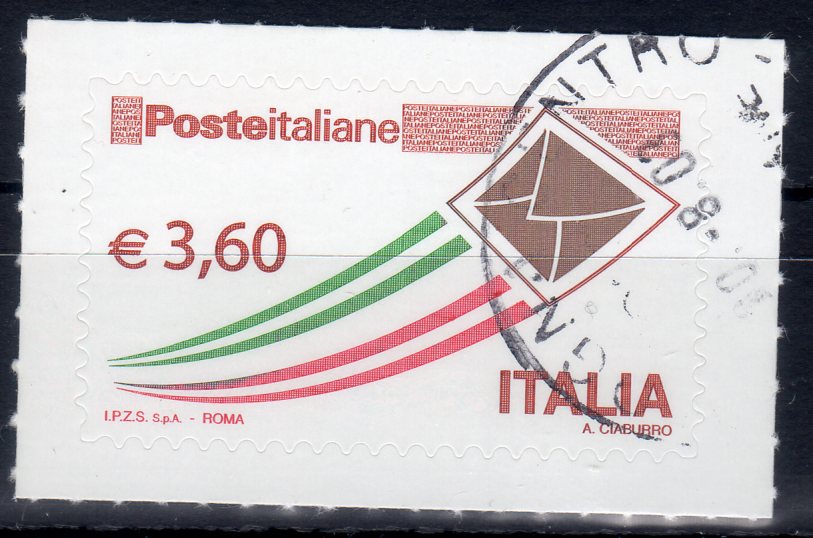 Posteitaliane
€ 3,60
ITALIA
I.P.Z.S. S.p.A. - ROMA
A. CIABURRO